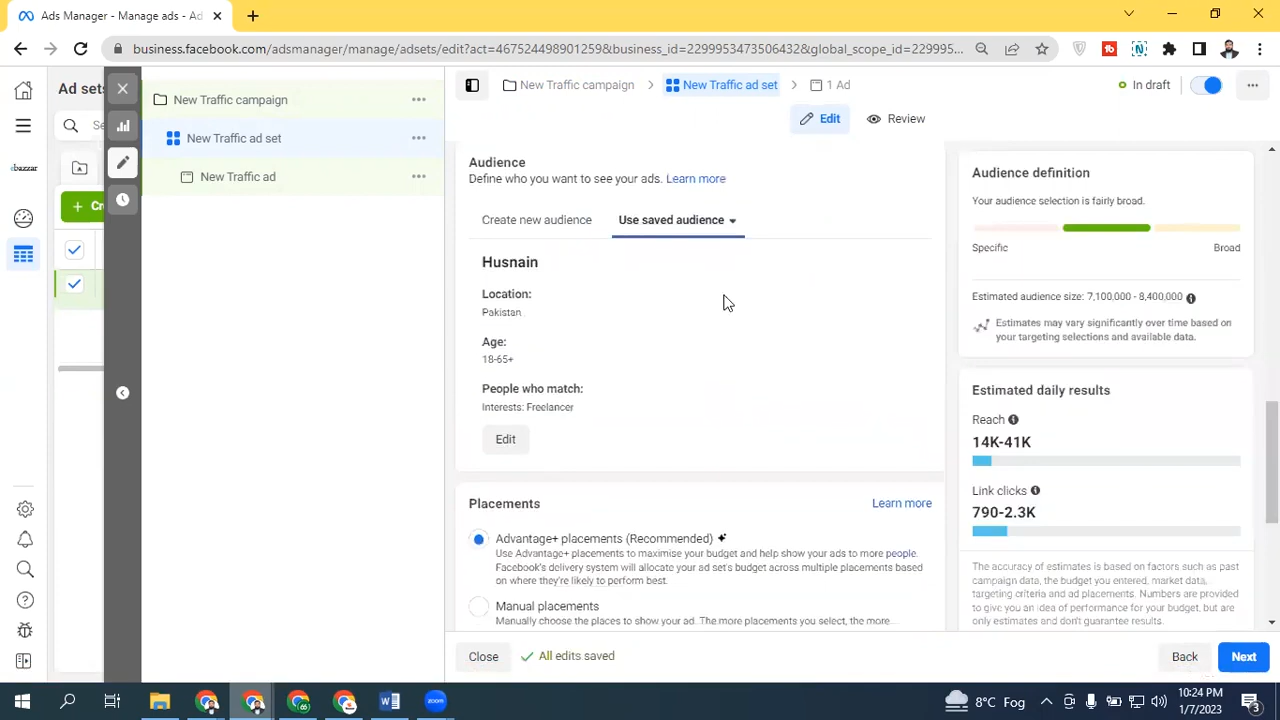 Ads Manager - Manage ads - Ad
business.facebook.com/adsmanager/manage/adsets/edit?act=467524498901259&business_id=2299953473506432&global_scope_id=229995...
Ad sets
New Traffic campaign
New Traffic ad set
1 Ad
In draft
Edit
Review
New Traffic campaign
New Traffic ad set
New Traffic ad
Se
bazzar
+ Cr
Audience
Define who you want to see your ads. Learn more
Create new audience
Use saved audience
Husnain
Location:
Pakistan
Age:
18-65+
People who match:
Interests: Freelancer
Edit
Placements
Learn more
Advantage+ placements (Recommended)
Use Advantage+ placements to maximise your budget and help show your ads to more people.
Facebook's delivery system will allocate your ad set's budget across multiple placements based
on where they're likely to perform best.
Manual placements
Manually choose the places to show your ad. The more placements you select, the more...
Audience definition
Your audience selection is fairly broad.
Specific
Broad
Estimated audience size: 7,100,000 - 8,400,000
Estimates may vary significantly over time based on
your targeting selections and available data.
Estimated daily results
Reach
14K-41K
Link clicks
790-2.3K
The accuracy of estimates is based on factors such as past
campaign data, the budget you entered, market data,
targeting criteria and ad placements. Numbers are provided
to give you an idea of performance for your budget, but are
only estimates and don't guarantee results.
Close
All edits saved
Back
Next
8°C Fog
10:24 PM
1/7/2023
3